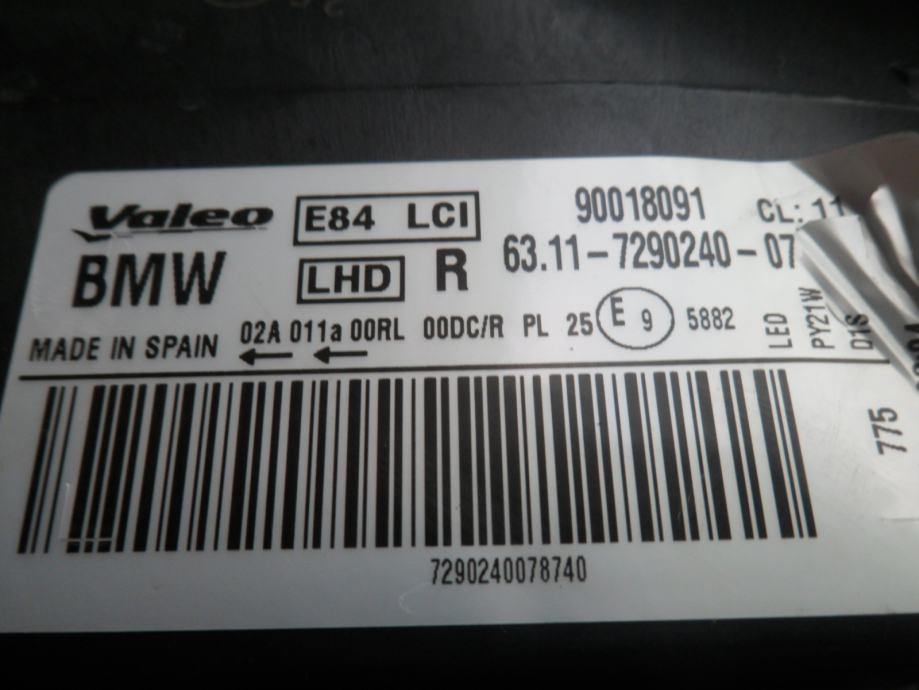 Valeo E84 LCI 90018091 CL: 11
BMW LHD R 63.11-7290240-07
MADE IN SPAIN 02A 011a 00RL 00DC/R PL 25 E 9 5882
LED
PY21W
D1S
775
7290240078740